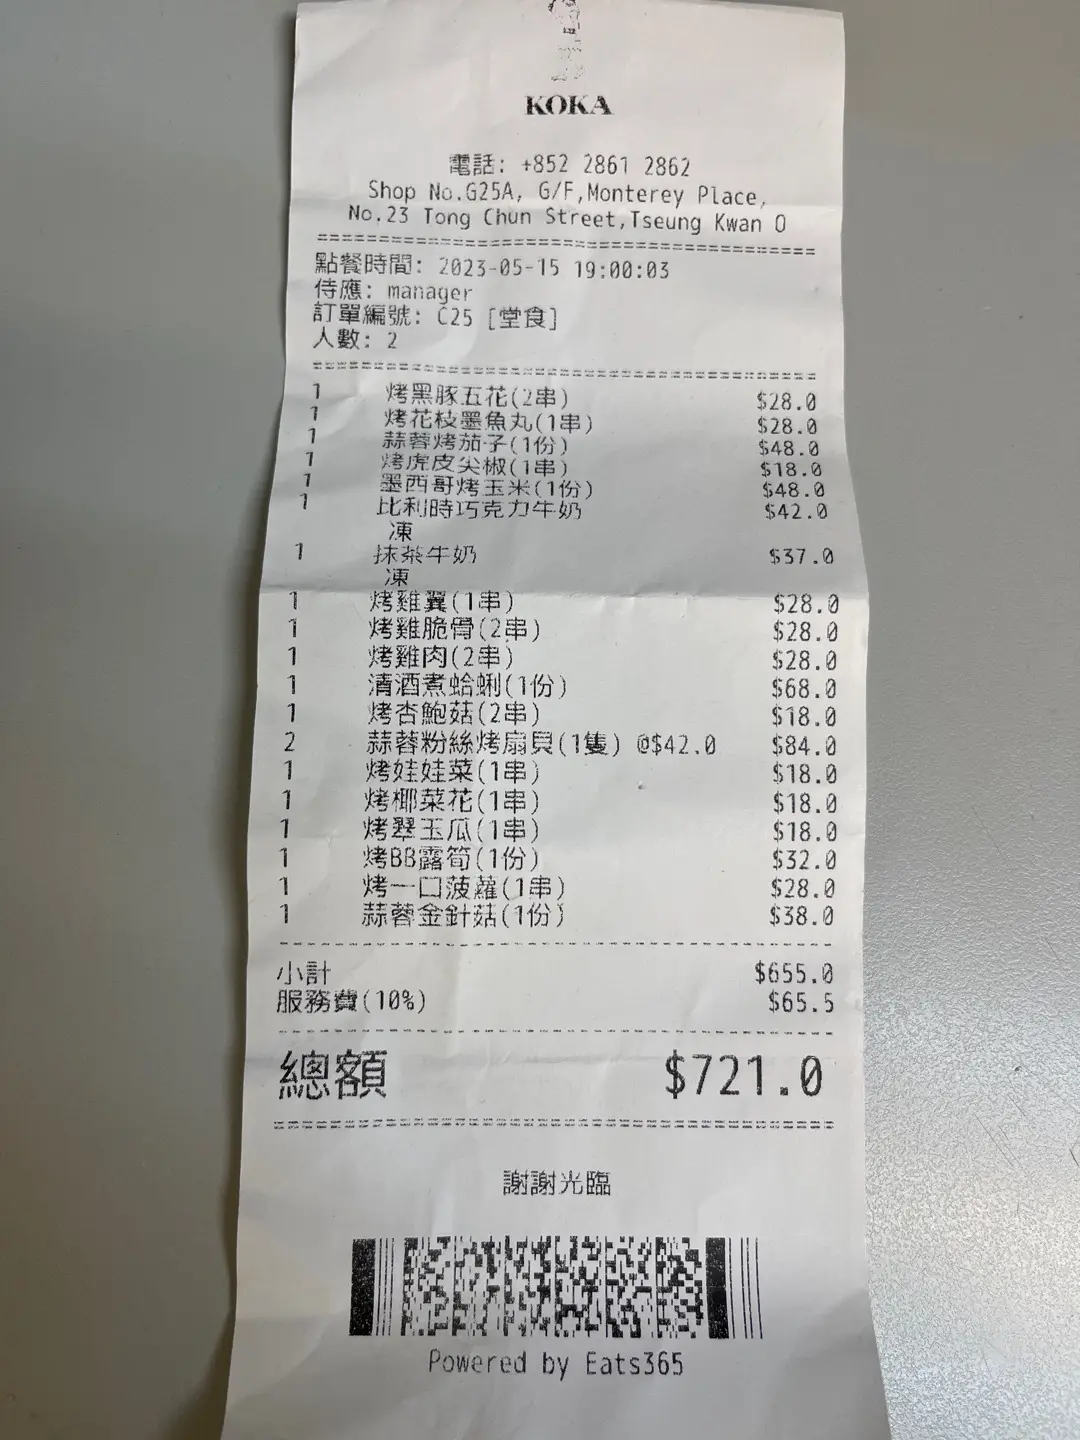 KOKA
電話: +852 2861 2862
Shop No.G25A, G/F,Monterey Place,
No.23 Tong Chun Street,Tseung Kwan O
點餐時間: 2023-05-15 19:00:03
侍應: manager
訂單編號: C25 [堂食]
人數: 2
1 烤黑豚五花(2串) $28.0
1 烤花枝墨魚丸(1串) $28.0
1 蒜蓉烤茄子(1份) $48.0
1 烤虎皮尖椒(1串) $18.0
1 墨西哥烤玉米(1份) $48.0
1 比利時巧克力牛奶 $42.0
凍
1 抹茶牛奶 $37.0
凍
1 烤雞翼(1串) $28.0
1 烤雞脆骨(2串) $28.0
1 烤雞肉(2串) $28.0
1 清酒煮蛤蜊(1份) $68.0
1 烤杏鮑菇(2串) $18.0
2 蒜蓉粉絲烤扇貝(1隻) @$42.0 $84.0
1 烤娃娃菜(1串) $18.0
1 烤椰菜花(1串) $18.0
1 烤翠玉瓜(1串) $18.0
1 烤BB露筍(1份) $32.0
1 烤一口菠蘿(1串) $28.0
1 蒜蓉金針菇(1份) $38.0
小計 $655.0
服務費(10%) $65.5
總額 $721.0
謝謝光臨
Powered by Eats365